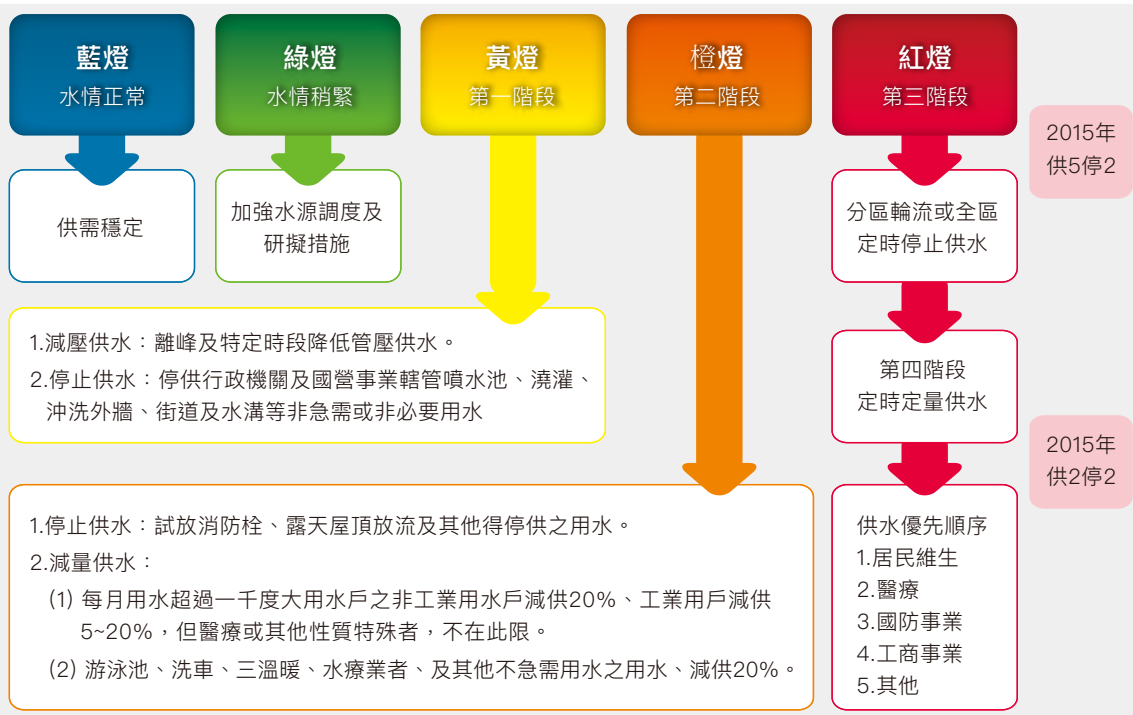 藍燈
水情正常
供需穩定
綠燈
水情稍緊
加強水源調度及
研擬措施
黃燈
第一階段
1.減壓供水：離峰及特定時段降低管壓供水。
2.停止供水：停供行政機關及國營事業轄管噴水池、澆灌、
沖洗外牆、街道及水溝等非急需或非必要用水
橙燈
第二階段
1.停止供水：試放消防栓、露天屋頂放流及其他得停供之用水。
2.減量供水：
(1) 每月用水超過一千度大用水戶之非工業用水戶減供20%、工業用戶減供
5~20%，但醫療或其他性質特殊者，不在此限。
(2) 游泳池、洗車、三溫暖、水療業者、及其他不急需用水之用水、減供20%。
紅燈
第三階段
分區輪流或全區
定時停止供水
第四階段
定時定量供水
供水優先順序
1.居民維生
2.醫療
3.國防事業
4.工商事業
5.其他
2015年
供5停2
2015年
供2停2